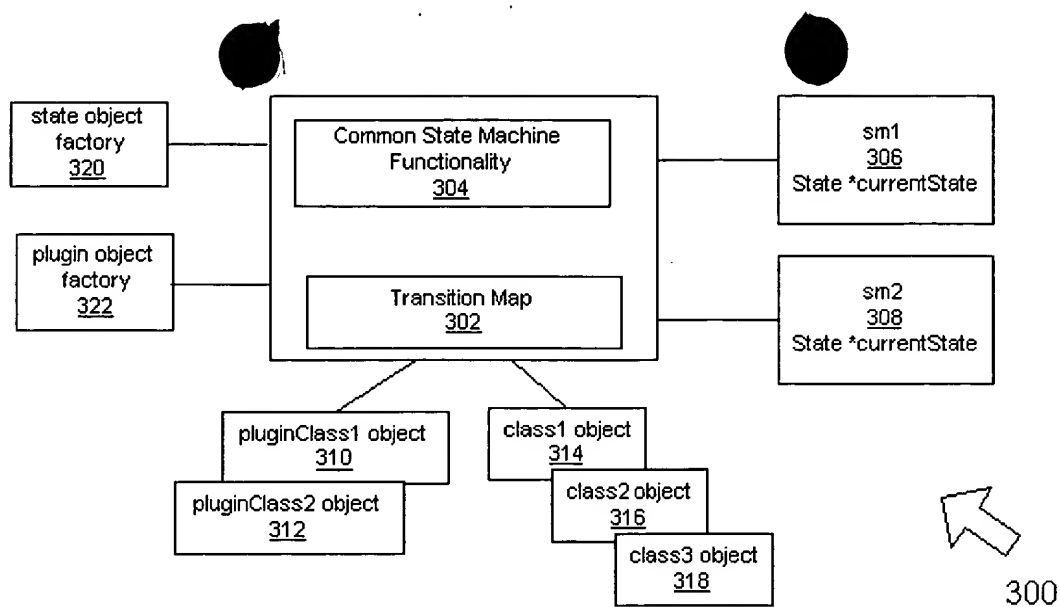 state object
factory
320
plugin object
factory
322
Common State Machine
Functionality
304
Transition Map
302
sm1
306
State *currentState
sm2
308
State *currentState
pluginClass1 object
310
pluginClass2 object
312
class1 object
314
class2 object
316
class3 object
318
300